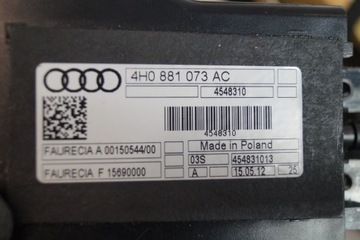 4H0 881 073 AC
4548310
4548310
Made in Poland
FAURECIA A 00150544/00
03S 454831013
FAURECIA F 15690000
A 15.05.12 25